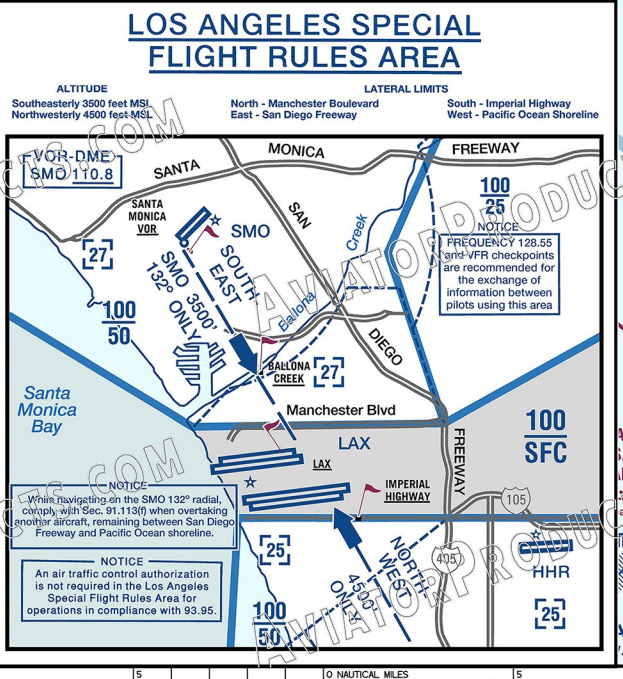 LOS ANGELES SPECIAL
FLIGHT RULES AREA
ALTITUDE
Southeasterly 3500 feet MSL
Northwesterly 4500 feet MSL
LATERAL LIMITS
North - Manchester Boulevard
East - San Diego Freeway
South - Imperial Highway
West - Pacific Ocean Shoreline
VOR-DME
SMO 110.8
SANTA
MONICA
FREEWAY
SANTA
MONICA
VOR
SMO
SAN
DIEGO
FREEWAY
Creek
Ballona
100
25
NOTICE
FREQUENCY 128.55
and VFR checkpoints
are recommended for
the exchange of
information between
pilots using this area
27
SOUTH
EAST
SMO 3500'
132° ONLY
100
50
BALLONA
CREEK
27
Santa
Monica
Bay
Manchester Blvd
LAX
LAX
100
SFC
IMPERIAL
HIGHWAY
105
NOTICE
While navigating on the SMO 132° radial,
comply with Sec. 91.113(f) when overtaking
another aircraft, remaining between San Diego
Freeway and Pacific Ocean shoreline.
25
NORTH
WEST
4500'
ONLY
405
HHR
25
NOTICE
An air traffic control authorization
is not required in the Los Angeles
Special Flight Rules Area for
operations in compliance with 93.95.
100
50
5
0 NAUTICAL MILES
5
CTS.COM
AVIATORPRODUC
CTS.COM
AVIATORPRODUC